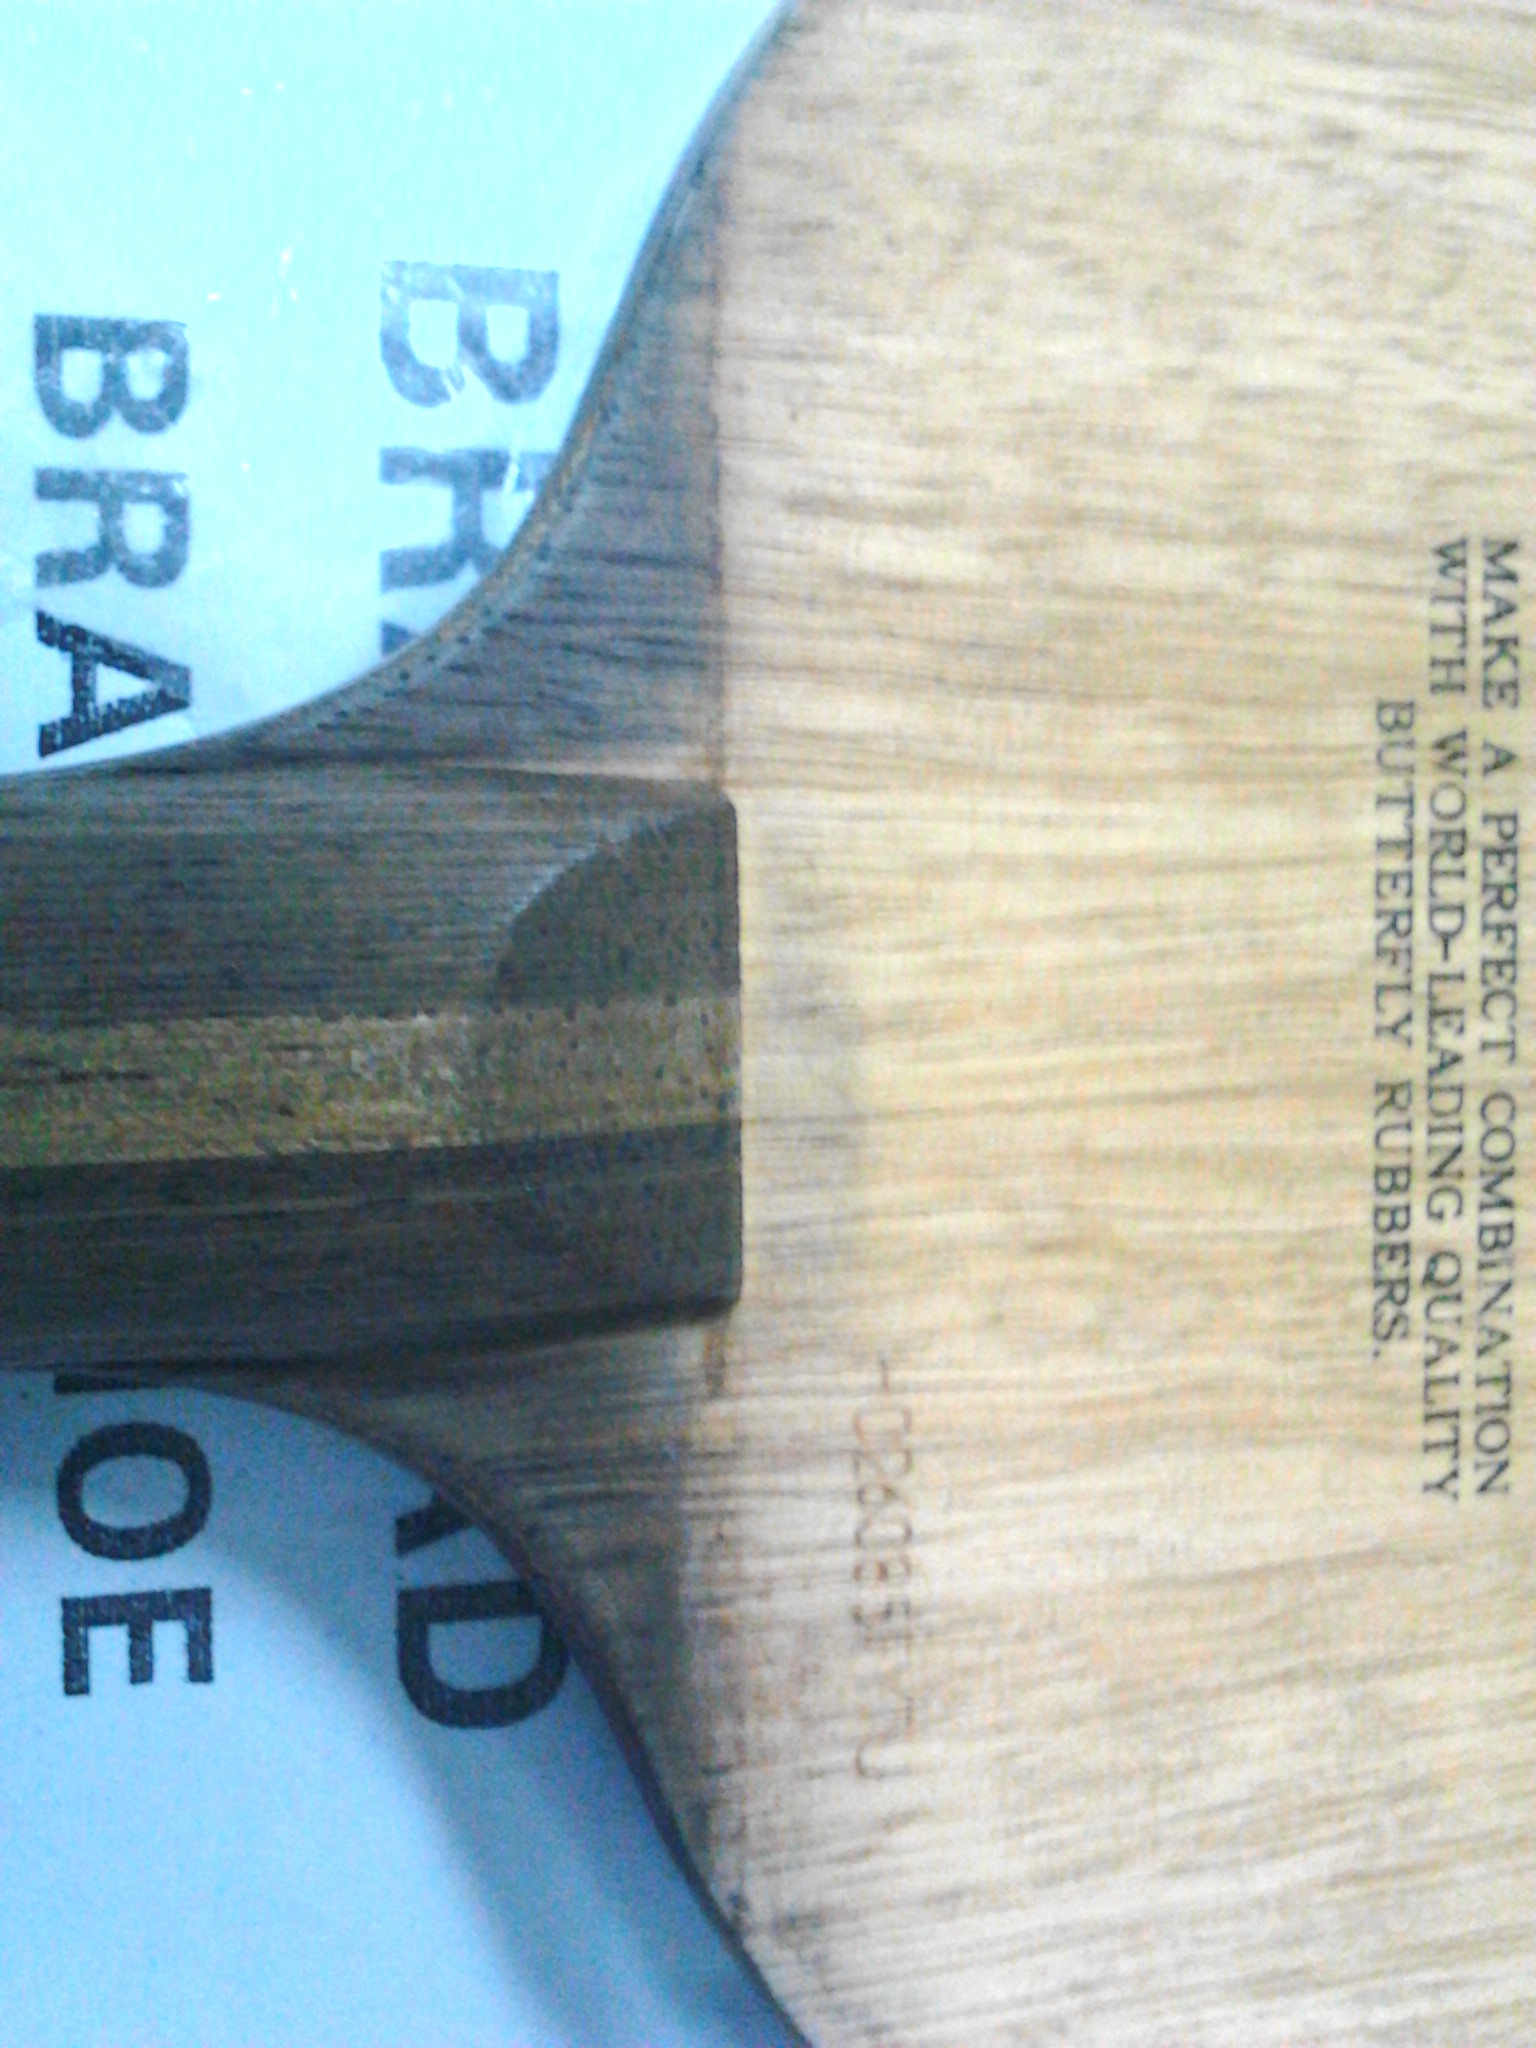 MAKE A PERFECT COMBINATION
WITH WORLD-LEADING QUALITY
BUTTERFLY RUBBERS.
BRA
BRA
AD
OE